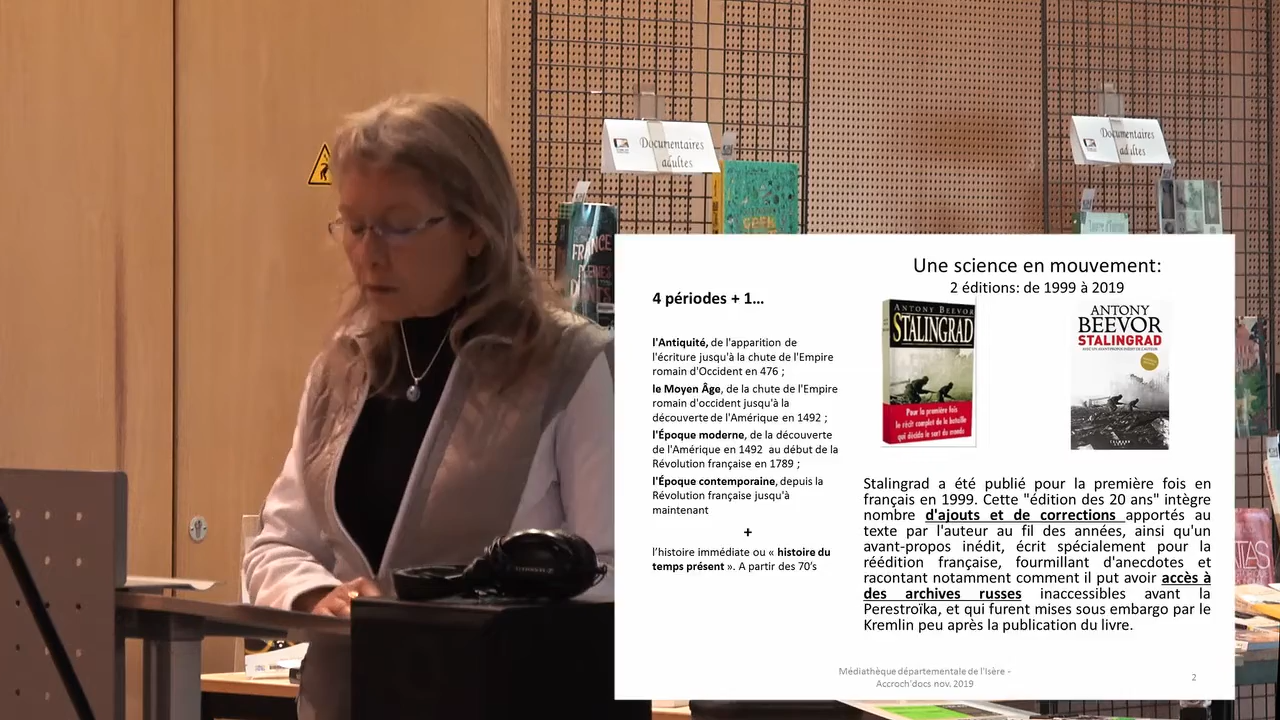 Documentaires
adultes
Documentaires
adultes
GEEK
FRANCE
4 périodes + 1...
l'Antiquité, de l'apparition de
l'écriture jusqu'à la chute de l'Empire
romain d'Occident en 476 ;
le Moyen Âge, de la chute de l'Empire
romain d'occident jusqu'à la
découverte de l'Amérique en 1492 ;
l'Époque moderne, de la découverte
de l'Amérique en 1492 au début de la
Révolution française en 1789 ;
l'Époque contemporaine, depuis la
Révolution française jusqu'à
maintenant
+
l'histoire immédiate ou « histoire du
temps présent ». A partir des 70's
Une science en mouvement:
2 éditions: de 1999 à 2019
ANTONY BEEVOR
STALINGRAD
Pour la première fois
le récit complet de la bataille
qui décida le sort du monde
ANTONY
BEEVOR
STALINGRAD
Stalingrad a été publié pour la première fois en
français en 1999. Cette "édition des 20 ans" intègre
nombre d'ajouts et de corrections apportés au
texte par l'auteur au fil des années, ainsi qu'un
avant-propos inédit, écrit spécialement pour la
réédition française, fourmillant d'anecdotes et
racontant notamment comment il put avoir accès à
des archives russes inaccessibles avant la
Perestroïka, et qui furent mises sous embargo par le
Kremlin peu après la publication du livre.
Médiathèque départementale de l'Isère -
Accroch'docs nov. 2019
2